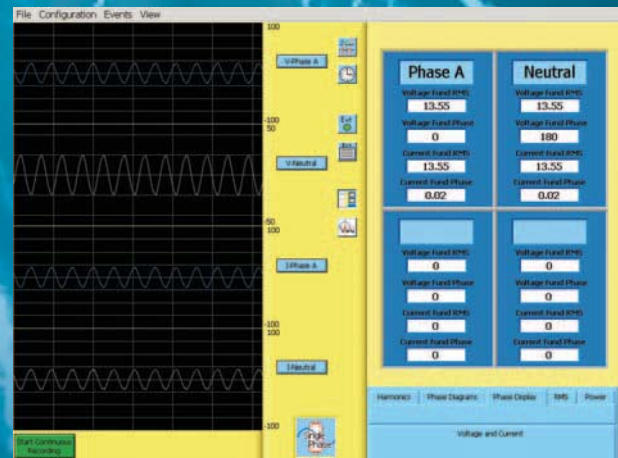 File Configuration Events View
100
V-Phase A
-100
50
V-Neutral
-50
100
I-Phase A
-100
100
I-Neutral
-100
Start Continuous
Recording
Single
Phase
Phase A
Voltage Fund RMS
13.55
Voltage Fund Phase
0
Current Fund RMS
13.55
Current Fund Phase
0.02
Neutral
Voltage Fund RMS
13.55
Voltage Fund Phase
180
Current Fund RMS
13.55
Current Fund Phase
0.02
Voltage Fund RMS
0
Voltage Fund Phase
0
Current Fund RMS
0
Current Fund Phase
0
Voltage Fund RMS
0
Voltage Fund Phase
0
Current Fund RMS
0
Current Fund Phase
0
Harmonics Phase Diagrams Phase Display RMS Power
Voltage and Current